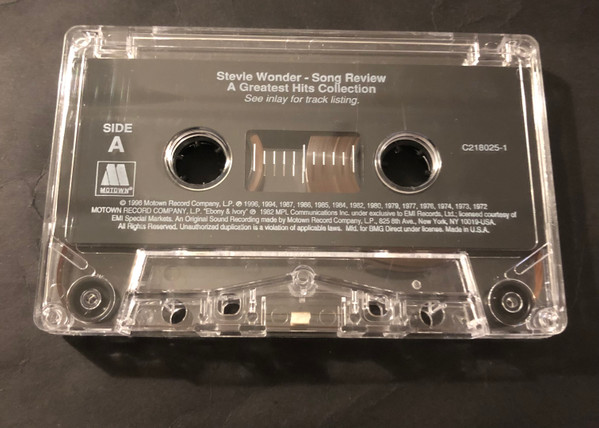 Stevie Wonder - Song Review
A Greatest Hits Collection
See inlay for track listing.
SIDE
A
C218025-1
MOTOWN®
© 1996 Motown Record Company, L.P. ℗ 1996, 1994, 1987, 1986, 1985, 1984, 1982, 1980, 1979, 1977, 1976, 1974, 1973, 1972
MOTOWN RECORD COMPANY, L.P. "Ebony & Ivory" ℗ 1982 MPL Communications Inc. under exclusive to EMI Records, Ltd.; licensed courtesy of
EMI Special Markets. An Original Sound Recording made by Motown Record Company, L.P., 825 8th Ave., New York, NY 10019-USA.
All Rights Reserved. Unauthorized duplication is a violation of applicable laws. Mfd. for BMG Direct under license. Made in U.S.A.